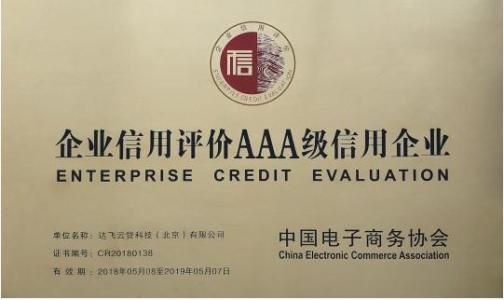 企业信用评价
信
企业信用评价AAA级信用企业
ENTERPRISE CREDIT EVALUATION
单位名称：达飞云贷科技（北京）有限公司
证书编号：CH20180138
有 效 期：2018年05月08至2019年05月07日
中国电子商务协会
China Electronic Commerce Association